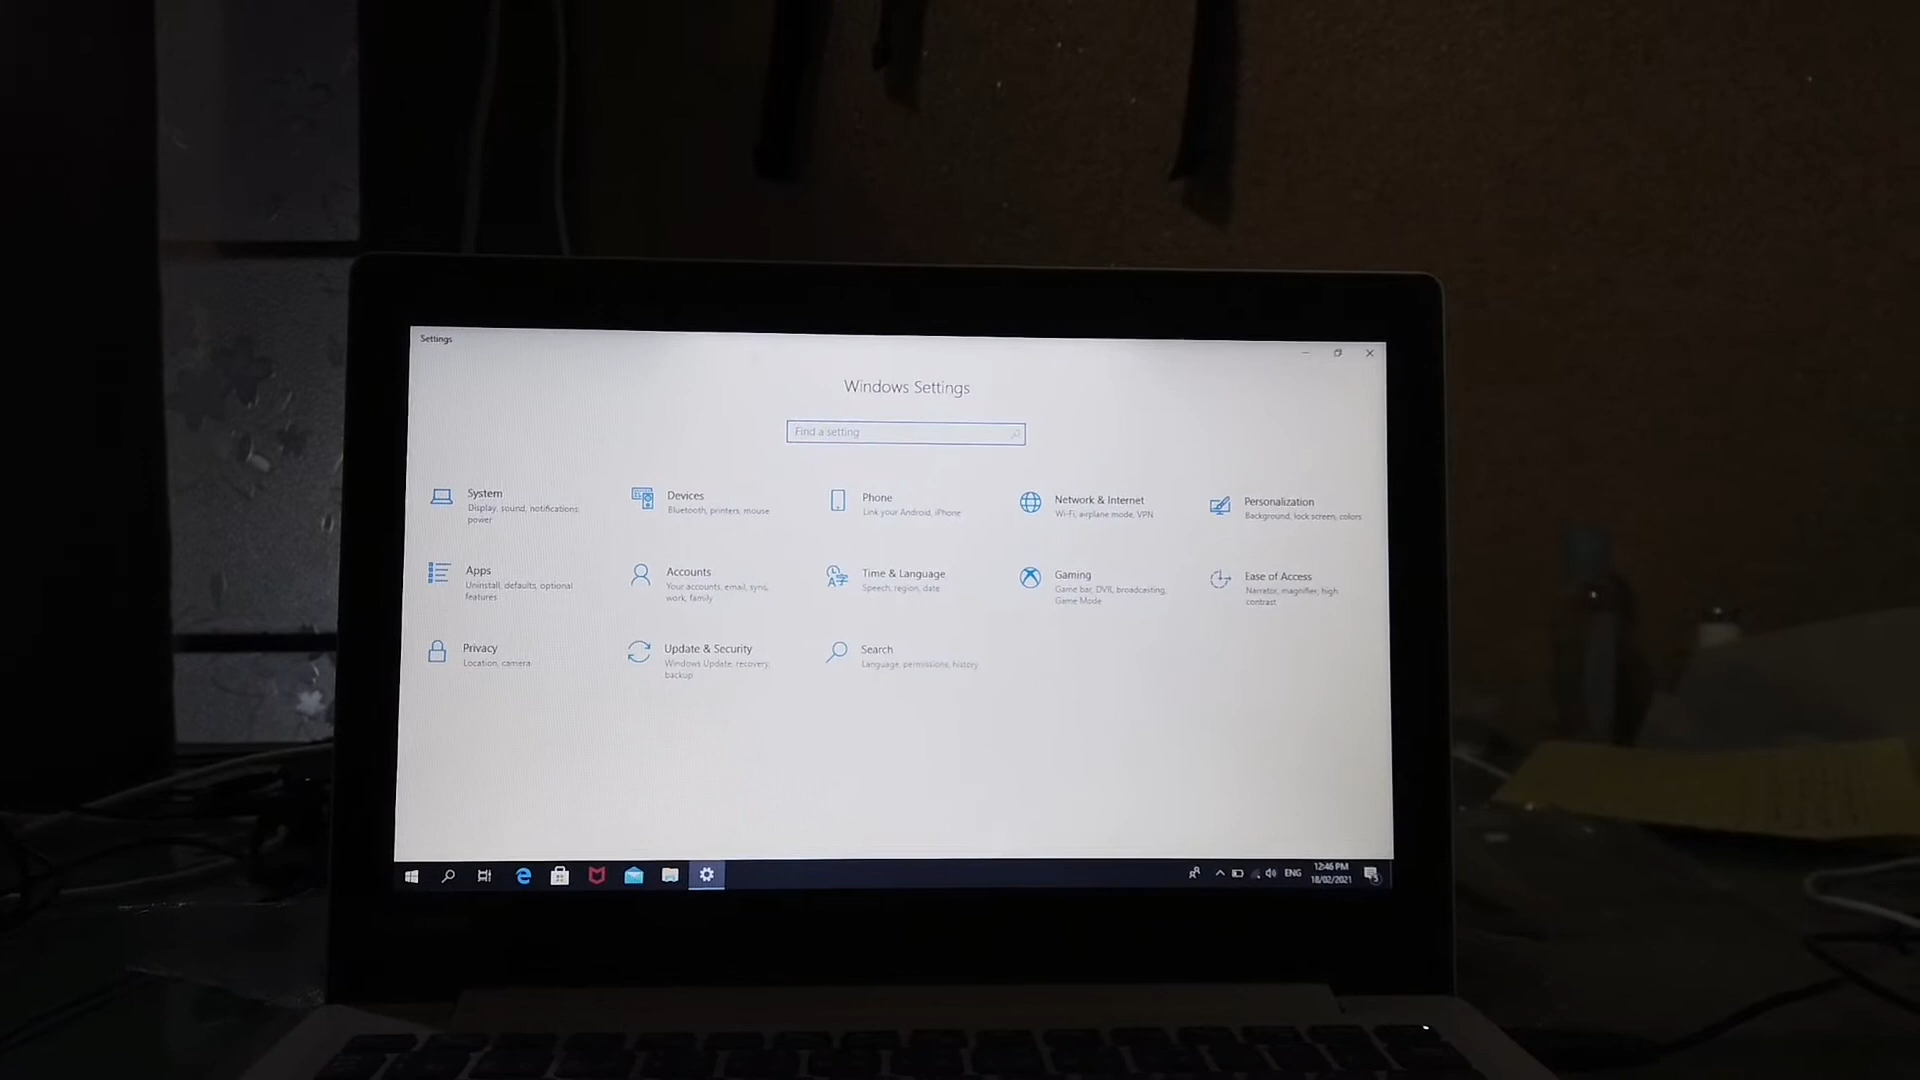 Settings
Windows Settings
Find a setting
System
Display, sound, notifications,
power
Devices
Bluetooth, printers, mouse
Phone
Link your Android, iPhone
Network & Internet
Wi-Fi, airplane mode, VPN
Personalization
Background, lock screen, colors
Apps
Uninstall, defaults, optional
features
Accounts
Your accounts, email, sync,
work, family
Time & Language
Speech, region, date
Gaming
Game bar, DVR, broadcasting,
Game Mode
Ease of Access
Narrator, magnifier, high
contrast
Privacy
Location, camera
Update & Security
Windows Update, recovery,
backup
Search
Language, permissions, history
ENG
12:46 PM
18/02/2021